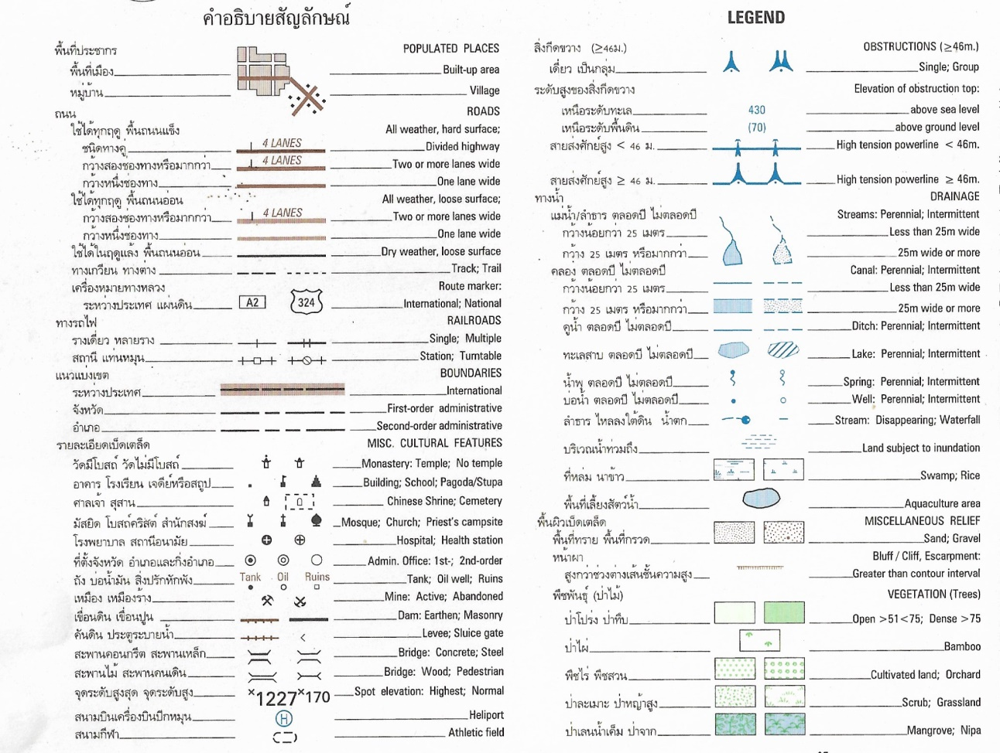 คำอธิบายสัญลักษณ์
พื้นที่ประชากร POPULATED PLACES
พื้นที่เมือง Built-up area
หมู่บ้าน Village
ถนน ROADS
ใช้ได้ทุกฤดู พื้นถนนแข็ง All weather, hard surface;
ชนิดทางคู่ 4 LANES Divided highway
กว้างสองช่องทางหรือมากกว่า 4 LANES Two or more lanes wide
กว้างหนึ่งช่องทาง One lane wide
ใช้ได้ทุกฤดู พื้นถนนอ่อน All weather, loose surface;
กว้างสองช่องทางหรือมากกว่า 4 LANES Two or more lanes wide
กว้างหนึ่งช่องทาง One lane wide
ใช้ได้ในฤดูแล้ง พื้นถนนอ่อน Dry weather, loose surface
ทางเกวียน ทางต่าง Track; Trail
เครื่องหมายทางหลวง Route marker:
ระหว่างประเทศ แผ่นดิน A2 324 International; National
ทางรถไฟ RAILROADS
รางเดี่ยว หลายราง Single; Multiple
สถานี แท่นหมุน Station; Turntable
แนวแบ่งเขต BOUNDARIES
ระหว่างประเทศ International
จังหวัด First-order administrative
อำเภอ Second-order administrative
รายละเอียดเบ็ดเตล็ด MISC. CULTURAL FEATURES
วัดมีโบสถ์ วัดไม่มีโบสถ์ Monastery: Temple; No temple
อาคาร โรงเรียน เจดีย์หรือสถูป Building; School; Pagoda/Stupa
ศาลเจ้า สุสาน Chinese Shrine; Cemetery
มัสยิด โบสถ์คริสต์ สำนักสงฆ์ Mosque; Church; Priest's campsite
โรงพยาบาล สถานีอนามัย Hospital; Health station
ที่ตั้งจังหวัด อำเภอและกิ่งอำเภอ Admin. Office: 1st-; 2nd-order
ถัง บ่อน้ำมัน สิ่งปรักหักพัง Tank Oil Ruins Tank; Oil well; Ruins
เหมือง เหมืองร้าง Mine: Active; Abandoned
เขื่อนดิน เขื่อนปูน Dam: Earthen; Masonry
คันดิน ประตูระบายน้ำ Levee; Sluice gate
สะพานคอนกรีต สะพานเหล็ก Bridge: Concrete; Steel
สะพานไม้ สะพานคนเดิน Bridge: Wood; Pedestrian
จุดระดับสูงสุด จุดระดับสูง ×1227 ×170 Spot elevation: Highest; Normal
สนามบินเครื่องบินปีกหมุน H Heliport
สนามกีฬา Athletic field
LEGEND
สิ่งกีดขวาง (≥46ม.) OBSTRUCTIONS (≥46m.)
เดี่ยว เป็นกลุ่ม Single; Group
ระดับสูงของสิ่งกีดขวาง Elevation of obstruction top:
เหนือระดับทะเล 430 above sea level
เหนือระดับพื้นดิน (70) above ground level
สายส่งศักย์สูง < 46 ม. High tension powerline < 46m.
สายส่งศักย์สูง ≥ 46 ม. High tension powerline ≥ 46m.
ทางน้ำ DRAINAGE
แม่น้ำ/ลำธาร ตลอดปี ไม่ตลอดปี Streams: Perennial; Intermittent
กว้างน้อยกว่า 25 เมตร Less than 25m wide
กว้าง 25 เมตร หรือมากกว่า 25m wide or more
คลอง ตลอดปี ไม่ตลอดปี Canal: Perennial; Intermittent
กว้างน้อยกว่า 25 เมตร Less than 25m wide
กว้าง 25 เมตร หรือมากกว่า 25m wide or more
คูน้ำ ตลอดปี ไม่ตลอดปี Ditch: Perennial; Intermittent
ทะเลสาบ ตลอดปี ไม่ตลอดปี Lake: Perennial; Intermittent
น้ำพุ ตลอดปี ไม่ตลอดปี Spring: Perennial; Intermittent
บ่อน้ำ ตลอดปี ไม่ตลอดปี Well: Perennial; Intermittent
ลำธาร ไหลลงใต้ดิน น้ำตก Stream: Disappearing; Waterfall
บริเวณน้ำท่วมถึง Land subject to inundation
ที่หล่ม นาข้าว Swamp; Rice
พื้นที่เลี้ยงสัตว์น้ำ Aquaculture area
พื้นผิวเบ็ดเตล็ด MISCELLANEOUS RELIEF
พื้นที่ทราย พื้นที่กรวด Sand; Gravel
หน้าผา Bluff / Cliff, Escarpment:
สูงกว่าช่วงต่างเส้นชั้นความสูง Greater than contour interval
พืชพันธุ์ (ป่าไม้) VEGETATION (Trees)
ป่าโปร่ง ป่าทึบ Open >51<75; Dense >75
ป่าไผ่ Bamboo
พืชไร่ พืชสวน Cultivated land; Orchard
ป่าละเมาะ ป่าหญ้าสูง Scrub; Grassland
ป่าเลนน้ำเค็ม ป่าจาก Mangrove; Nipa